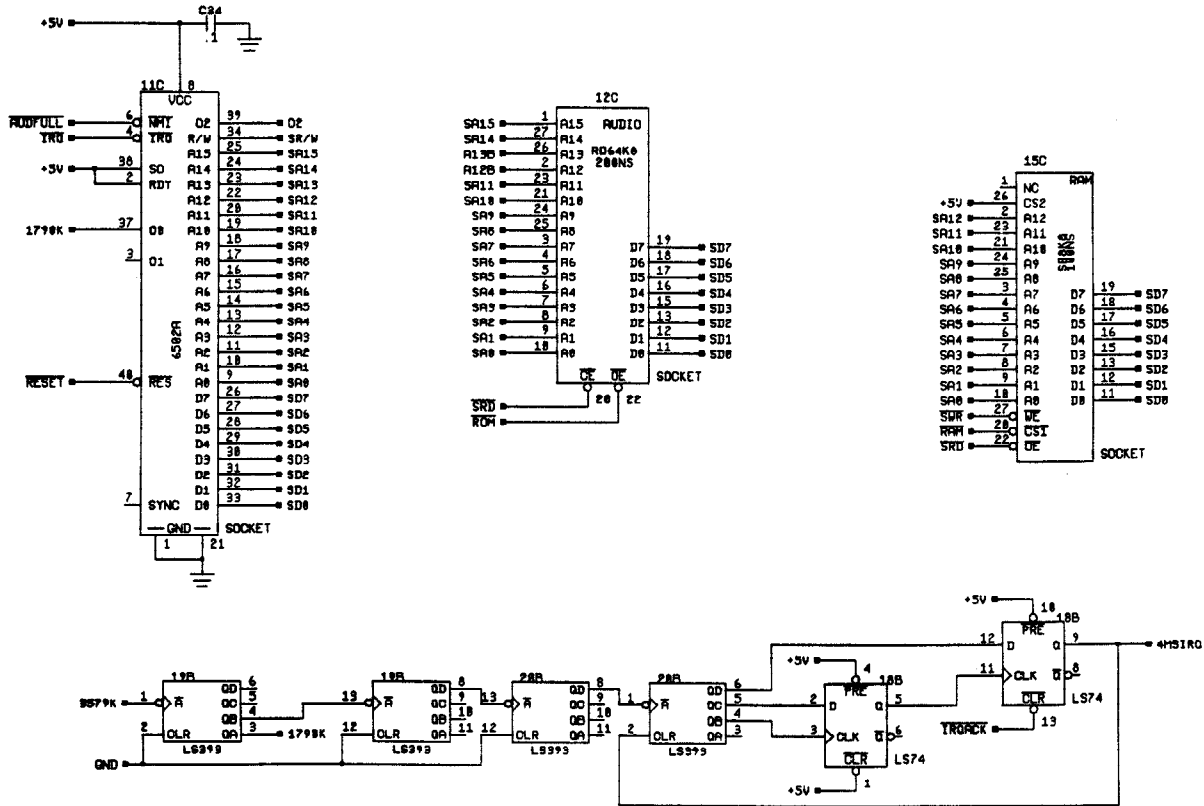 +5V
C34
.1
11C 8
VCC
AUDFULL 6 NMI O2 39 O2
IRQ 4 IRQ R/W 34 SR/W
A15 25 SA15
+5V 38 SO A14 24 SA14
2 RDY A13 23 SA13
A12 22 SA12
A11 20 SA11
1790K 37 O0 A10 19 SA10
A9 18 SA9
3 O1 A8 17 SA8
A7 16 SA7
A6 15 SA6
A5 14 SA5
A4 13 SA4
A3 12 SA3
A2 11 SA2
A1 10 SA1
RESET 40 RES A0 9 SA0
D7 26 SD7
D6 27 SD6
D5 28 SD5
D4 29 SD4
D3 30 SD3
D2 31 SD2
D1 32 SD1
7 SYNC D0 33 SD0
6502A
GND
SOCKET
1 21
12C
AUDIO
RO64K8
200NS
SA15 1 A15
SA14 27 A14
A13B 26 A13
A12B 2 A12
SA11 23 A11
SA10 21 A10
SA9 24 A9
SA8 25 A8
SA7 3 A7 D7 19 SD7
SA6 4 A6 D6 18 SD6
SA5 5 A5 D5 17 SD5
SA4 6 A4 D4 16 SD4
SA3 7 A3 D3 15 SD3
SA2 8 A2 D2 13 SD2
SA1 9 A1 D1 12 SD1
SA0 10 A0 D0 11 SD0
CE OE
SOCKET
20 22
SRD
ROM
15C
RAM
1 NC
+5V 26 CS2
SA12 2 A12
SA11 23 A11
SA10 21 A10
SA9 24 A9
SA8 25 A8
SA7 3 A7 D7 19 SD7
SA6 4 A6 D6 18 SD6
SA5 5 A5 D5 17 SD5
SA4 6 A4 D4 16 SD4
SA3 7 A3 D3 15 SD3
SA2 8 A2 D2 13 SD2
SA1 9 A1 D1 12 SD1
SA0 10 A0 D0 11 SD0
SWR 27 WE
RAM 20 CS1
SRD 22 OE
SOCKET
19B
3579K 1 A
QD 6
QC 5
QB 4
QA 3 1790K
2 CLR
LS393
GND
19B
13 A
QD 8
QC 9
QB 10
QA 11
12 CLR
LS393
20B
13 A
QD 8
QC 9
QB 10
QA 11
12 CLR
LS393
20B
1 A
QD 6
QC 5
QB 4
QA 3
2 CLR
LS393
+5V 4
18B
PRE
2 D Q 5
3 CLK Q 6
CLR
LS74
+5V 1
+5V 10
18B
PRE
12 D Q 9 4MSIRQ
11 CLK Q 8
CLR
LS74
IRQACK 13